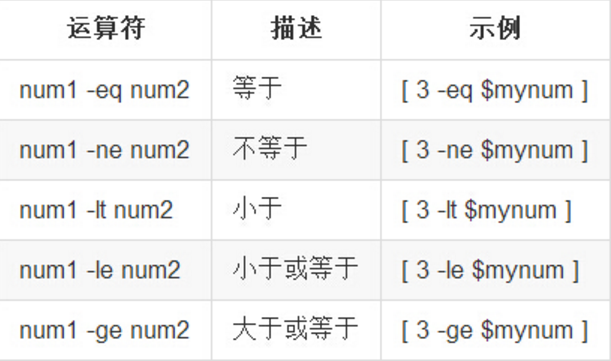 运算符 描述 示例
num1 -eq num2 等于 [ 3 -eq $mynum ]
num1 -ne num2 不等于 [ 3 -ne $mynum ]
num1 -lt num2 小于 [ 3 -lt $mynum ]
num1 -le num2 小于或等于 [ 3 -le $mynum ]
num1 -ge num2 大于或等于 [ 3 -ge $mynum ]